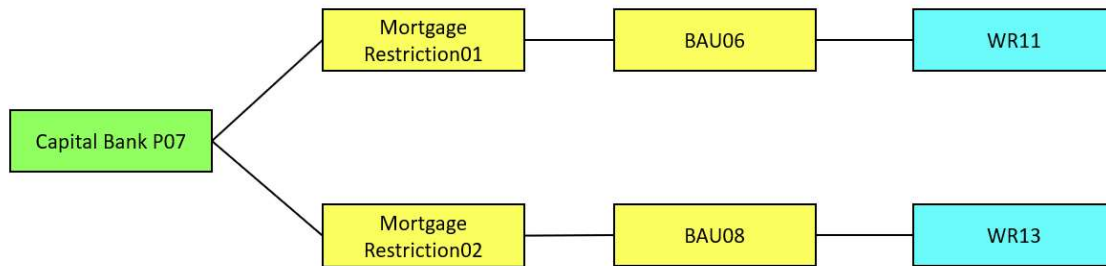 Mortgage
Restriction01
BAU06
WR11
Capital Bank P07
Mortgage
Restriction02
BAU08
WR13